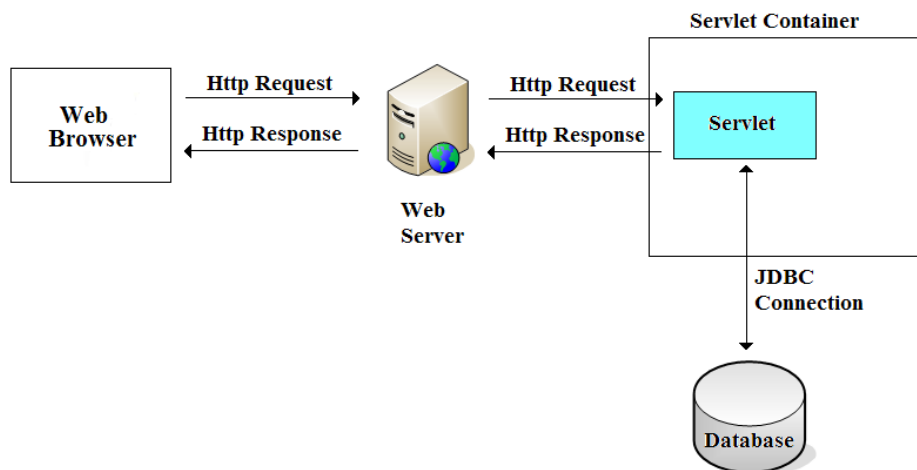 Servlet Container
Http Request
Http Request
Web
Browser
Servlet
Http Response
Http Response
Web
Server
JDBC
Connection
Database